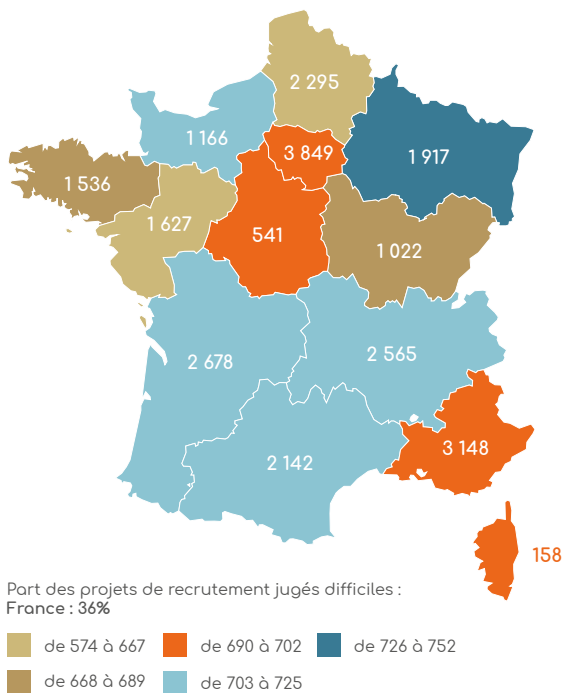 2 295
1 166
3 849
1 917
1 536
1 627
541
1 022
2 678
2 565
2 142
3 148
158
Part des projets de recrutement jugés difficiles :
France : 36%
de 574 à 667
de 690 à 702
de 726 à 752
de 668 à 689
de 703 à 725